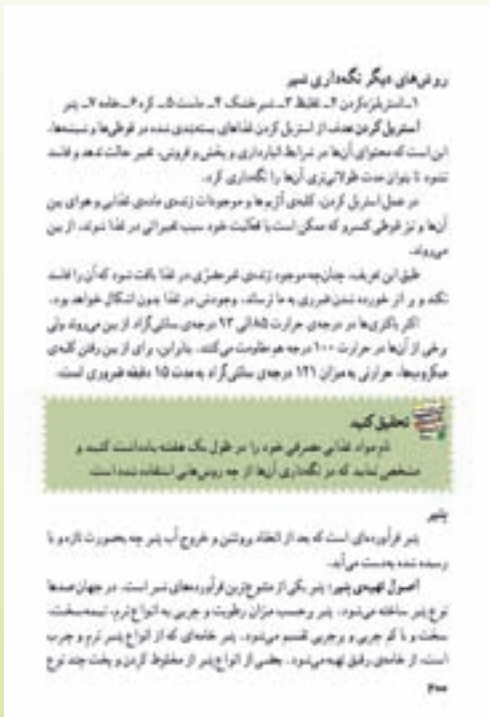 روش‌های دیگر نگه‌داری شیر
۱ـ استریلیزه‌کردن ۲ـ تغلیظ ۳ـ شیر خشک ۴ـ ماست ۵ـ کره ۶ـ خامه ۷ـ پنیر
استریل کردن: هدف از استریل کردن غذاهای بسته‌بندی شده در قوطی‌ها و شیشه‌ها،
این است که محتوای آن‌ها در شرایط انبارداری و پخش و فروش، تغییر حالت ندهد و فاسد
نشود تا بتوان مدت طولانی‌تری آن‌ها را نگه‌داری کرد.
در عمل استریل کردن، کلیه‌ی آنزیم‌ها و موجودات زنده‌ی ماده‌ی غذایی و هوای بین
آن‌ها و نیز قوطی کنسرو که ممکن است با فعالیت خود سبب تغییراتی در غذا شوند، از بین
می‌روند.
طبق این تعریف، چنان‌چه موجود زنده‌ی غیرمضرّی در غذا یافت شود که آن را فاسد
نکند و بر اثر خورده شدن ضرری به ما نرساند، وجودش در غذا بدون اشکال خواهد بود.
اکثر باکتری‌ها در درجه‌ی حرارت ۸۵ الی ۹۳ درجه‌ی سانتی‌گراد از بین می‌روند ولی
برخی از آن‌ها در حرارت ۱۰۰ درجه هم مقاومت می‌کنند. بنابراین، برای از بین رفتن کلیه‌ی
میکروب‌ها، حرارتی به میزان ۱۲۱ درجه‌ی سانتی‌گراد به مدت ۱۵ دقیقه ضروری است.
تحقیق کنید
نام مواد غذایی مصرفی خود را در طول یک هفته یادداشت کنید و
مشخص نمایید که در نگه‌داری آن‌ها از چه روش‌هایی استفاده شده است.
پنیر
پنیر فرآورده‌ای است که بعد از انعقاد پروتئین و خروج آب پنیر چه به‌صورت تازه و یا
رسیده شده به‌دست می‌آید.
اصول تهیه‌ی پنیر: پنیر یکی از متنوع‌ترین فرآورده‌های شیر است. در جهان صدها
نوع پنیر ساخته می‌شود. پنیر برحسب میزان رطوبت و چربی به انواع نرم، نیمه‌سخت،
سخت و یا کم چربی و پرچربی تقسیم می‌شود. پنیر خامه‌ای که از انواع پنیر نرم و چرب
است، از خامه‌ی رقیق تهیه می‌شود. بعضی از انواع پنیر از مخلوط کردن و پخت چند نوع
۲۰۰